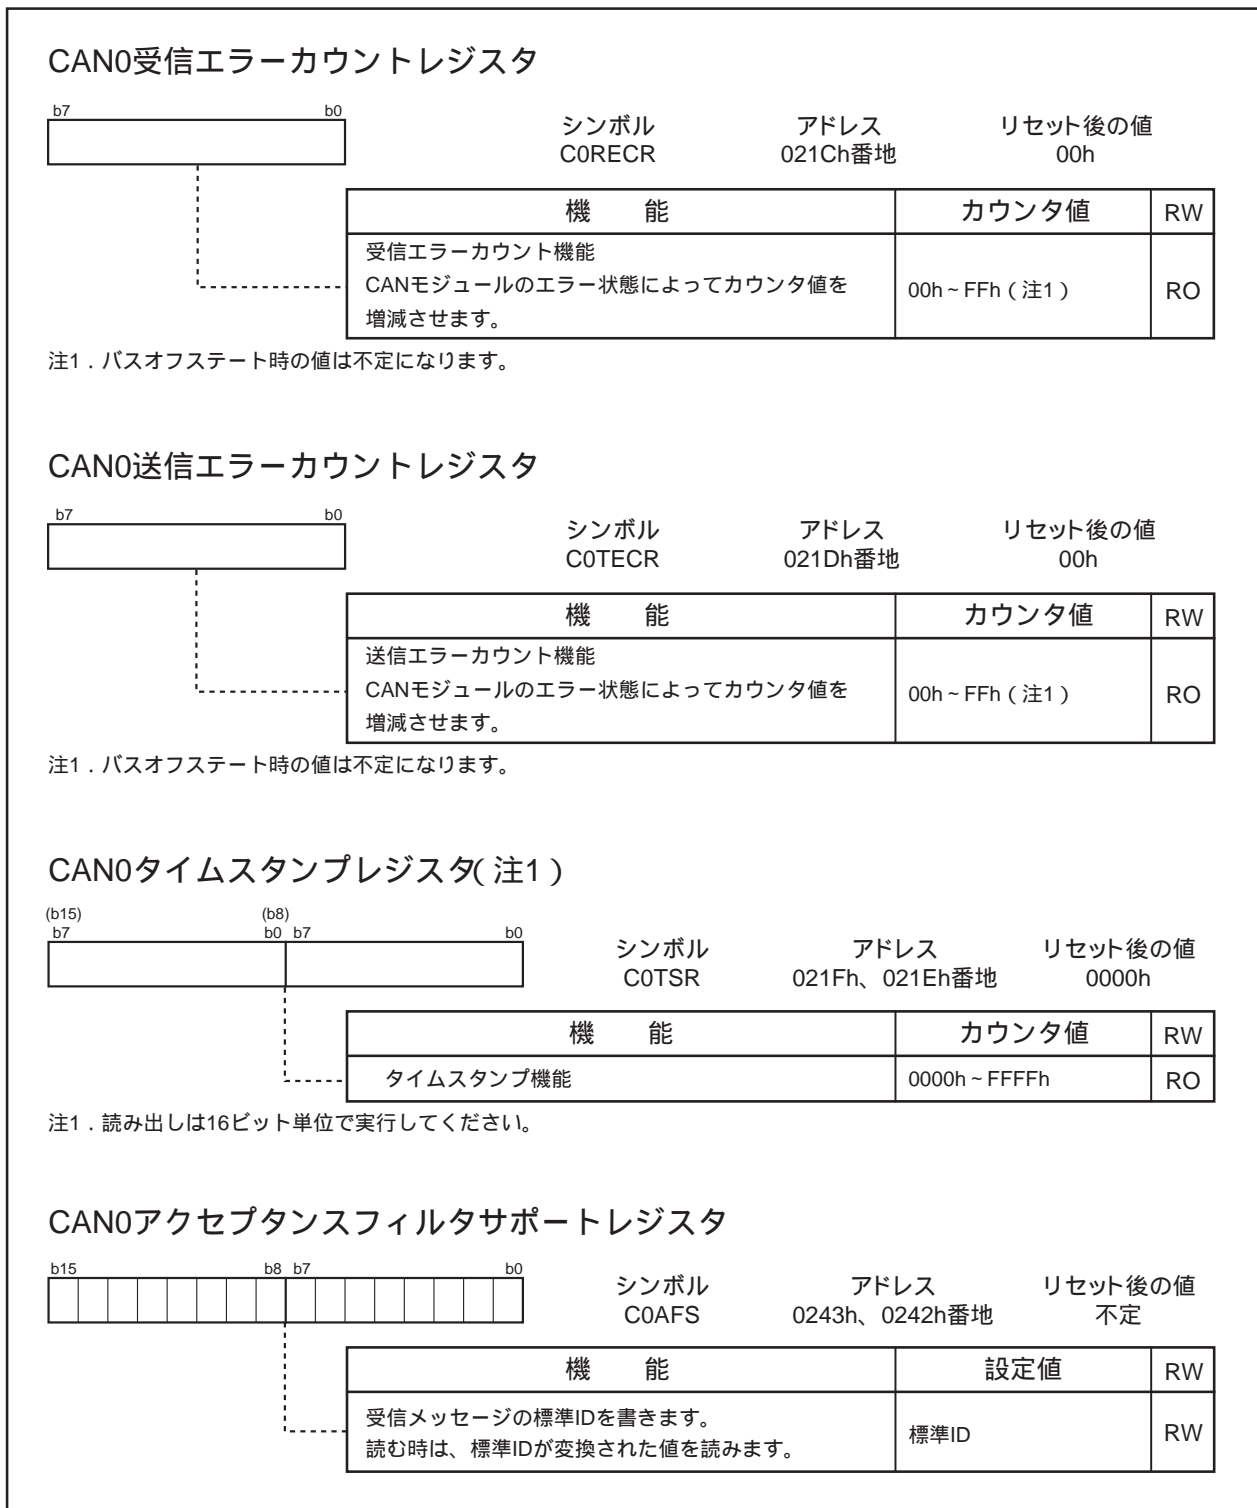 CAN0受信エラーカウントレジスタ
b7 b0
シンボル アドレス リセット後の値
C0RECR 021Ch番地 00h
機 能 カウンタ値 RW
受信エラーカウント機能
CANモジュールのエラー状態によってカウンタ値を
増減させます。
00h~FFh(注1) RO
注1.バスオフステート時の値は不定になります。
CAN0送信エラーカウントレジスタ
b7 b0
シンボル アドレス リセット後の値
C0TECR 021Dh番地 00h
機 能 カウンタ値 RW
送信エラーカウント機能
CANモジュールのエラー状態によってカウンタ値を
増減させます。
00h~FFh(注1) RO
注1.バスオフステート時の値は不定になります。
CAN0タイムスタンプレジスタ(注1)
(b15) (b8)
b7 b0 b7 b0
シンボル アドレス リセット後の値
C0TSR 021Fh、021Eh番地 0000h
機 能 カウンタ値 RW
タイムスタンプ機能 0000h~FFFFh RO
注1.読み出しは16ビット単位で実行してください。
CAN0アクセプタンスフィルタサポートレジスタ
b15 b8 b7 b0
シンボル アドレス リセット後の値
C0AFS 0243h、0242h番地 不定
機 能 設定値 RW
受信メッセージの標準IDを書きます。
読む時は、標準IDが変換された値を読みます。
標準ID RW